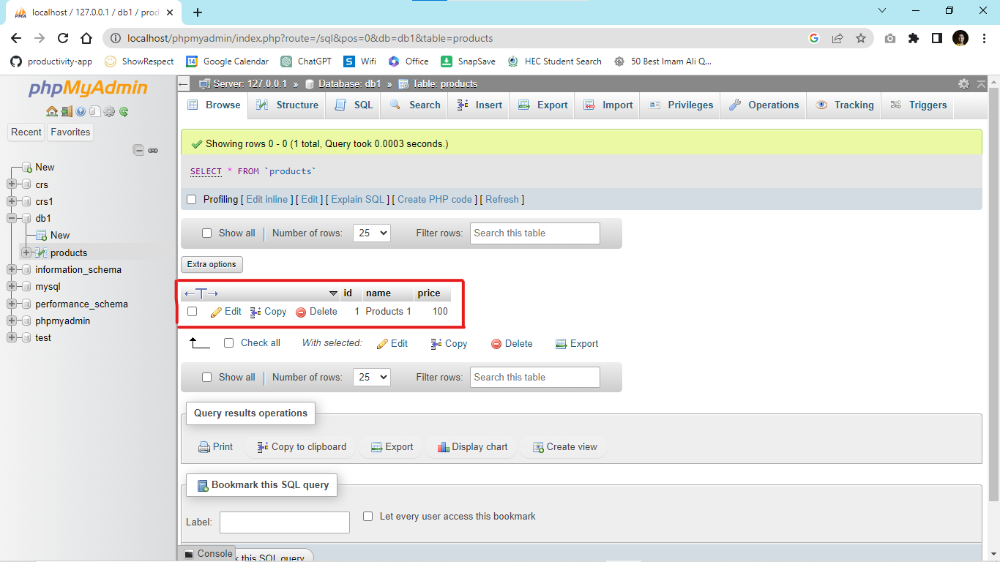 localhost / 127.0.0.1 / db1 / prod
localhost/phpmyadmin/index.php?route=/sql&pos=0&db=db1&table=products
productivity-app ShowRespect Google Calendar ChatGPT Wifi Office SnapSave HEC Student Search 50 Best Imam Ali Q...
phpMyAdmin
Recent Favorites
New
crs
crs1
db1
New
products
information_schema
mysql
performance_schema
phpmyadmin
test
Server: 127.0.0.1 » Database: db1 » Table: products
Browse Structure SQL Search Insert Export Import Privileges Operations Tracking Triggers
Showing rows 0 - 0 (1 total, Query took 0.0003 seconds.)
SELECT * FROM `products`
Profiling [ Edit inline ] [ Edit ] [ Explain SQL ] [ Create PHP code ] [ Refresh ]
Show all Number of rows: 25 Filter rows: Search this table
Extra options
←T→ id name price
Edit Copy Delete 1 Products 1 100
Check all With selected: Edit Copy Delete Export
Show all Number of rows: 25 Filter rows: Search this table
Query results operations
Print Copy to clipboard Export Display chart Create view
Bookmark this SQL query
Label: Let every user access this bookmark
Console k this SQL query